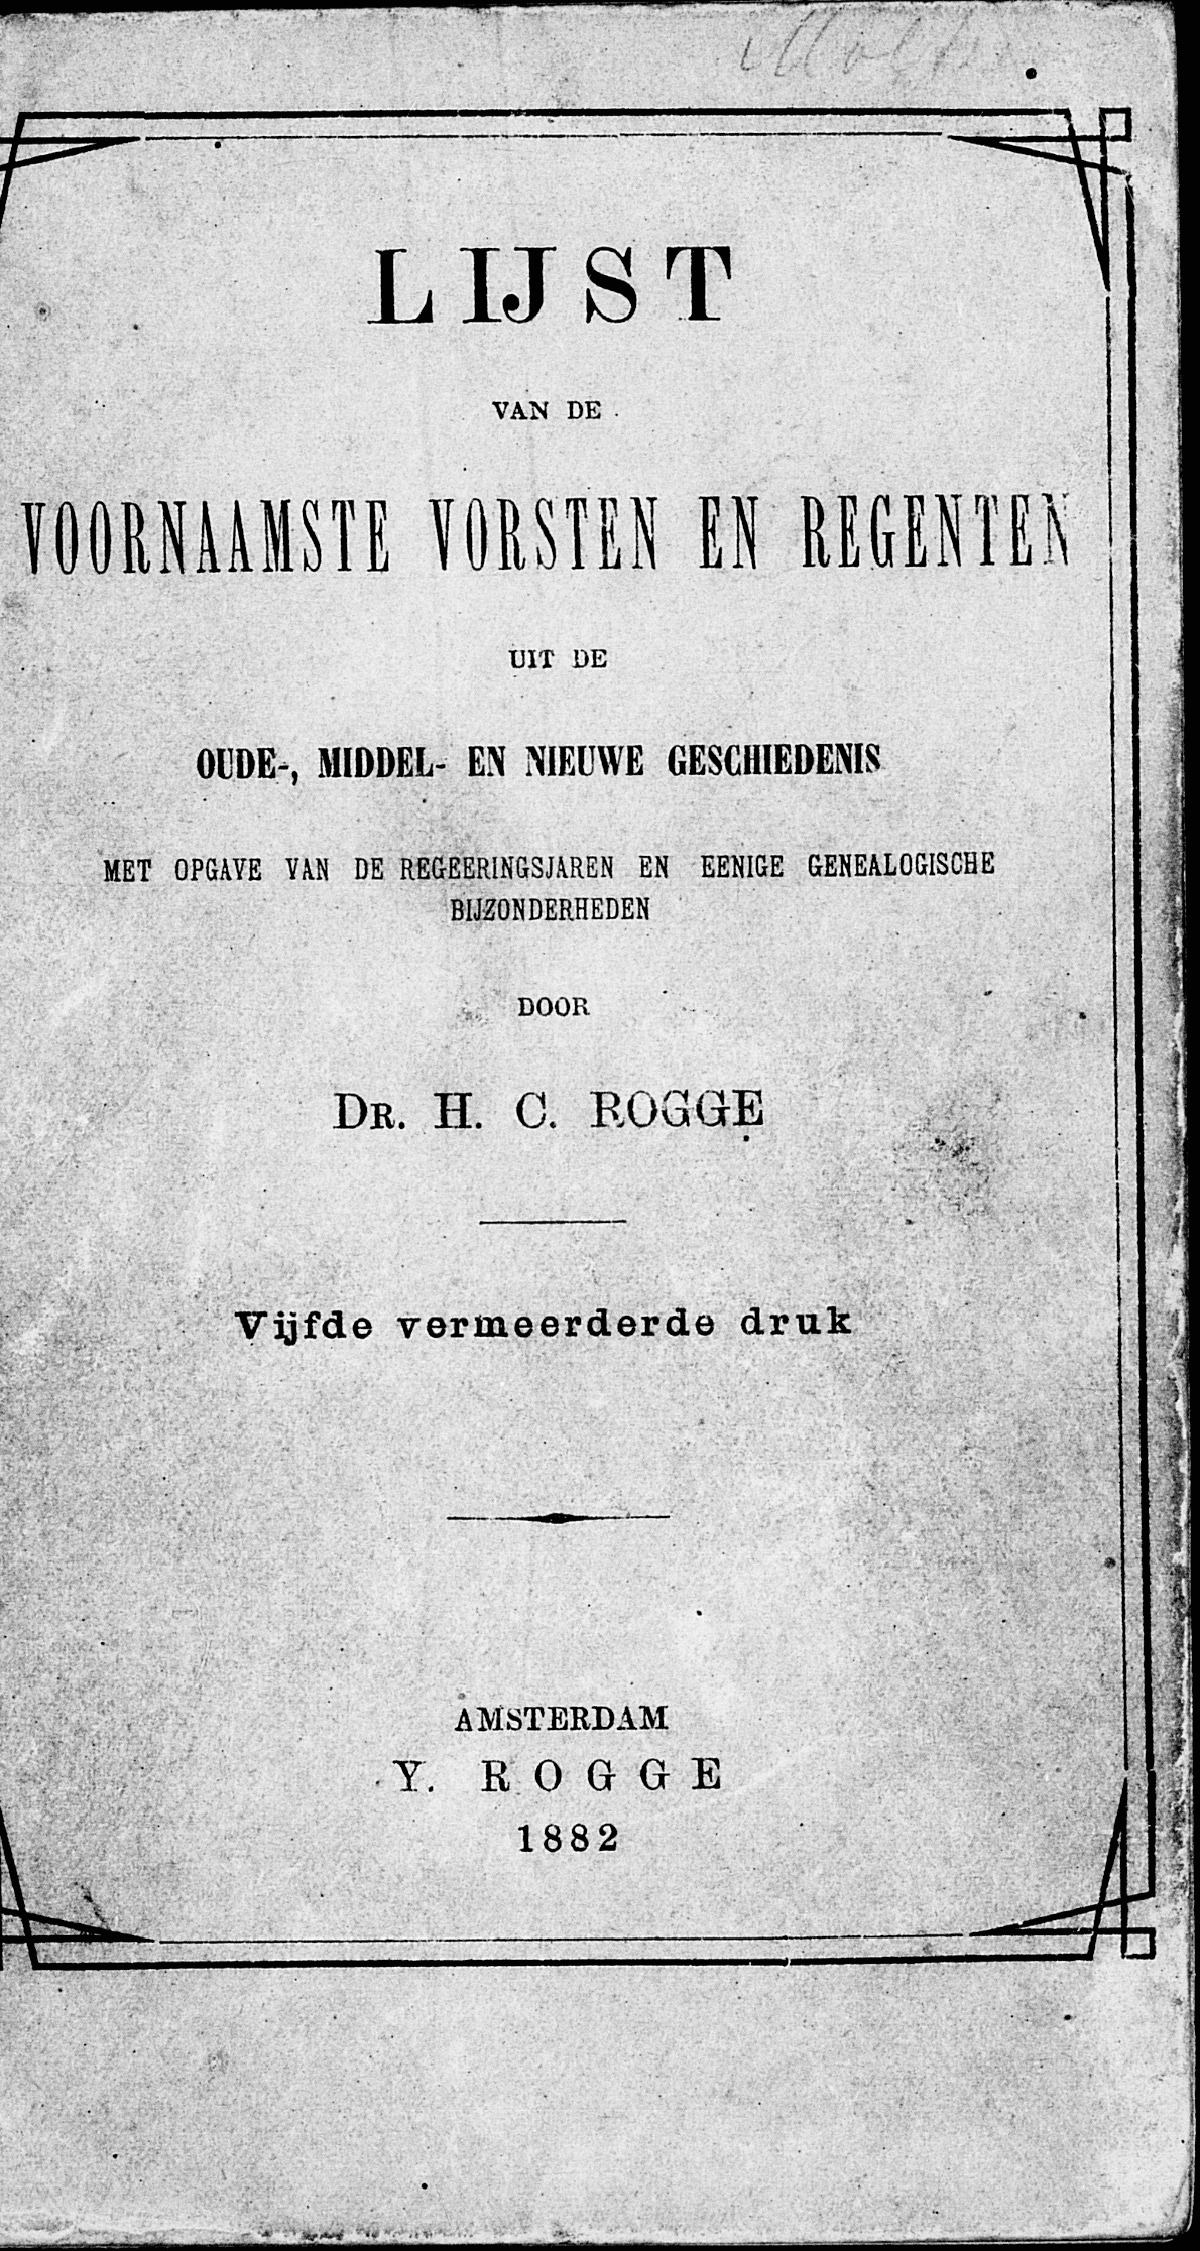 LIJST
VAN DE
VOORNAAMSTE VORSTEN EN REGENTEN
UIT DE
OUDE-, MIDDEL- EN NIEUWE GESCHIEDENIS
MET OPGAVE VAN DE REGEERINGSJAREN EN EENIGE GENEALOGISCHE
BIJZONDERHEDEN
DOOR
DR. H. C. ROGGE
Vijfde vermeerderde druk
AMSTERDAM
Y. ROGGE
1882